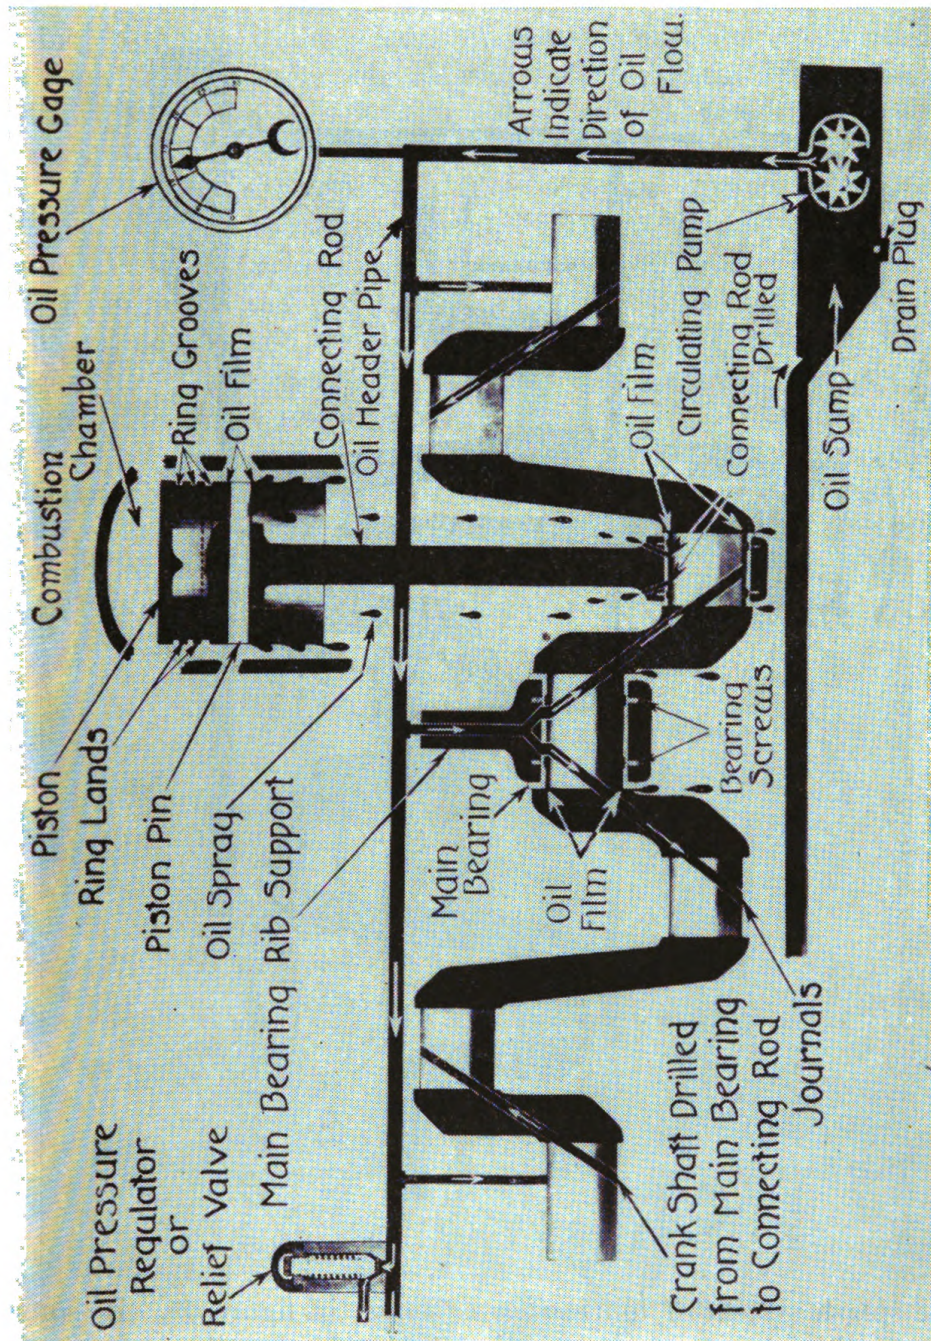 Oil Pressure
Regulator
or
Relief Valve
Main Bearing Rib Support
Oil Spray
Piston Pin
Ring Lands
Piston
Combustion
Chamber
Ring Grooves
Oil Film
Connecting Rod
Oil Header Pipe
Oil Pressure Gage
Arrows
Indicate
Direction
of Oil
Flow.
Main
Bearing
Oil
Film
Bearing
Screws
Oil Film
Circulating Pump
Connecting Rod
Drilled
Crank Shaft Drilled
from Main Bearing
to Connecting Rod
Journals
Oil Sump
Drain Plug